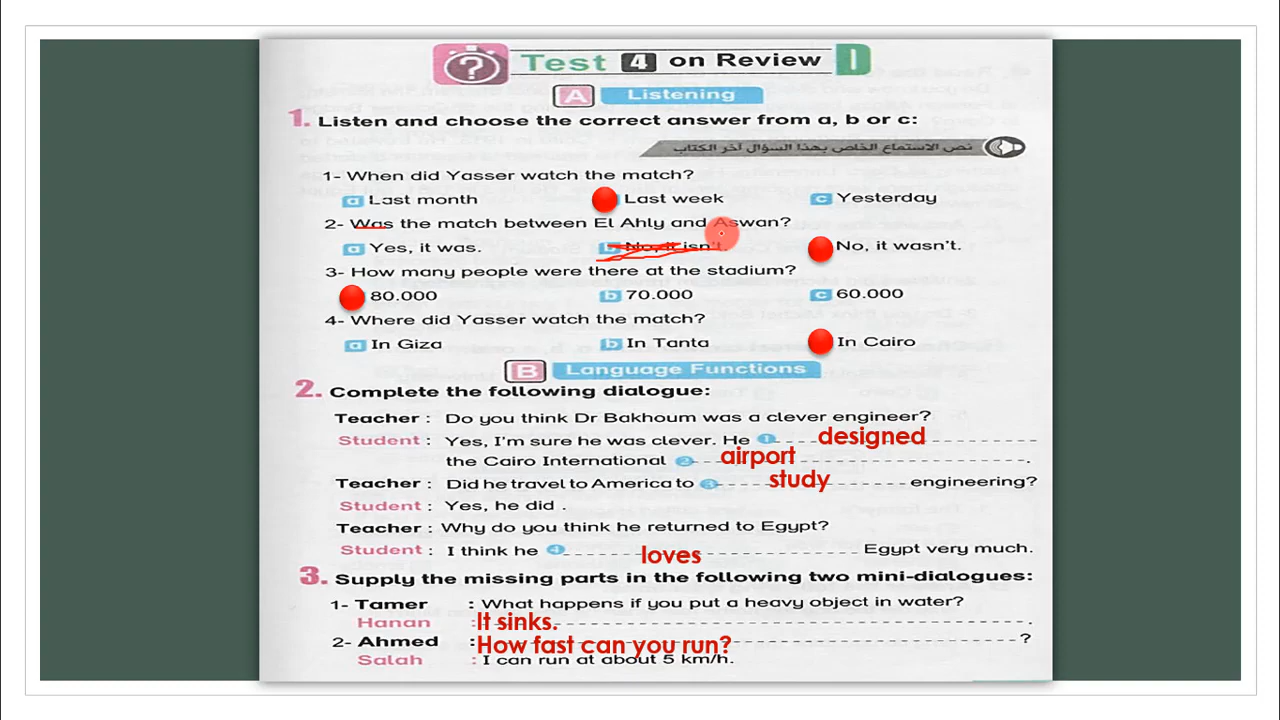 Test 4 on Review 1
A Listening
1. Listen and choose the correct answer from a, b or c:
نص الاستماع الخاص بهذا السؤال آخر الكتاب
1- When did Yasser watch the match?
a Last month Last week c Yesterday
2- Was the match between El Ahly and Aswan?
a Yes, it was. b No, it isn't. No, it wasn't.
3- How many people were there at the stadium?
80.000 b 70.000 c 60.000
4- Where did Yasser watch the match?
a In Giza b In Tanta In Cairo
B Language Functions
2. Complete the following dialogue:
Teacher : Do you think Dr Bakhoum was a clever engineer?
Student : Yes, I'm sure he was clever. He 1 designed
the Cairo International 2 airport .
Teacher : Did he travel to America to 3 study engineering?
Student : Yes, he did .
Teacher : Why do you think he returned to Egypt?
Student : I think he 4 loves Egypt very much.
3. Supply the missing parts in the following two mini-dialogues:
1- Tamer : What happens if you put a heavy object in water?
Hanan : It sinks. .
2- Ahmed : How fast can you run? ?
Salah : I can run at about 5 km/h.